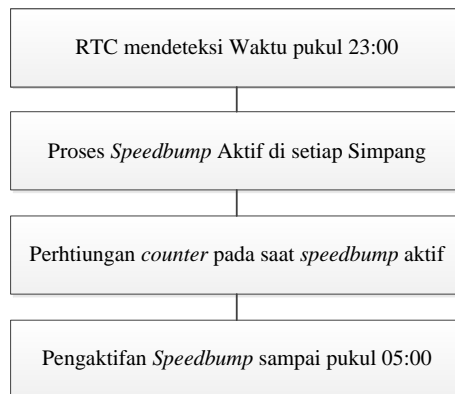 RTC mendeteksi Waktu pukul 23:00
Proses Speedbump Aktif di setiap Simpang
Perhtiungan counter pada saat speedbump aktif
Pengaktifan Speedbump sampai pukul 05:00